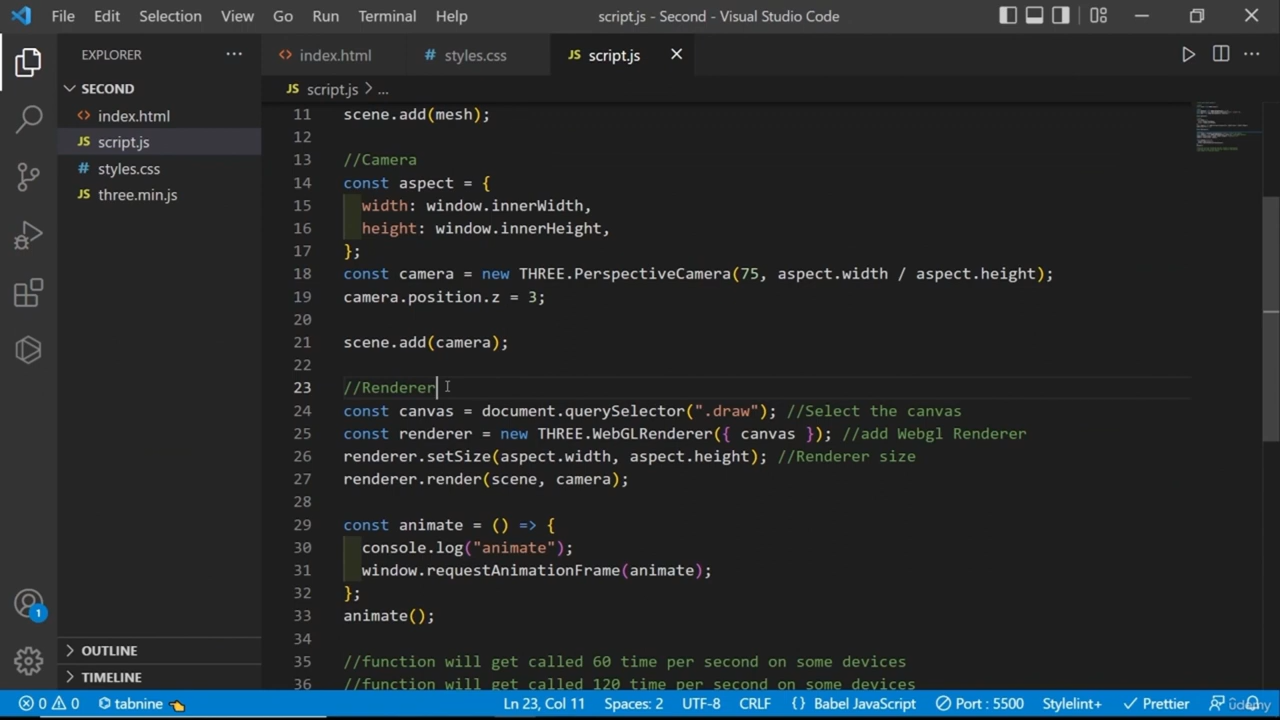 File Edit Selection View Go Run Terminal Help script.js - Second - Visual Studio Code
EXPLORER
SECOND
index.html
script.js
styles.css
three.min.js
OUTLINE
TIMELINE
index.html styles.css script.js
script.js > ...
11 scene.add(mesh);
12
13 //Camera
14 const aspect = {
15 width: window.innerWidth,
16 height: window.innerHeight,
17 };
18 const camera = new THREE.PerspectiveCamera(75, aspect.width / aspect.height);
19 camera.position.z = 3;
20
21 scene.add(camera);
22
23 //Renderer
24 const canvas = document.querySelector(".draw"); //Select the canvas
25 const renderer = new THREE.WebGLRenderer({ canvas }); //add Webgl Renderer
26 renderer.setSize(aspect.width, aspect.height); //Renderer size
27 renderer.render(scene, camera);
28
29 const animate = () => {
30 console.log("animate");
31 window.requestAnimationFrame(animate);
32 };
33 animate();
34
35 //function will get called 60 time per second on some devices
36 //function will get called 120 time per second on some devices
0 0 tabnine Ln 23, Col 11 Spaces: 2 UTF-8 CRLF {} Babel JavaScript Port : 5500 Stylelint+ Prettier
udemy